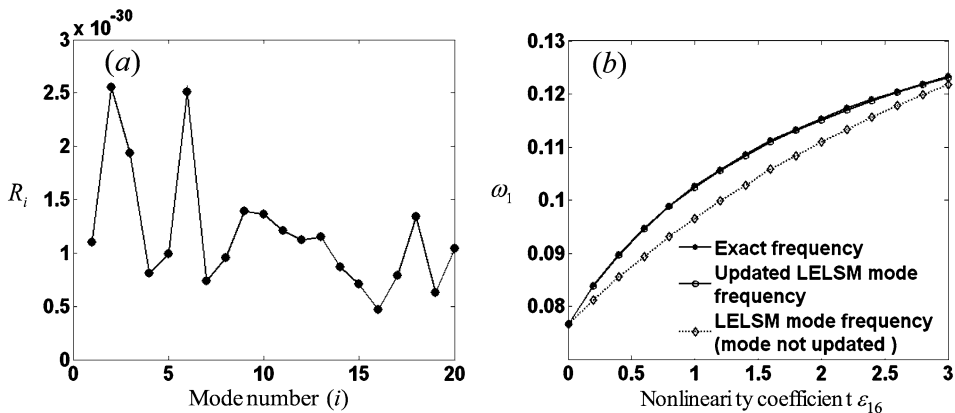 x 10^-30
(a)
3
2.5
2
1.5
1
0.5
0
R_i
0
5
10
15
20
Mode number (i)
(b)
0.13
0.12
0.11
0.1
0.09
0.08
ω_1
Exact frequency
Updated LELSM mode
frequency
LELSM mode frequency
(mode not updated )
0
0.5
1
1.5
2.0
2.5
3
Nonlinearity coefficient ε_16